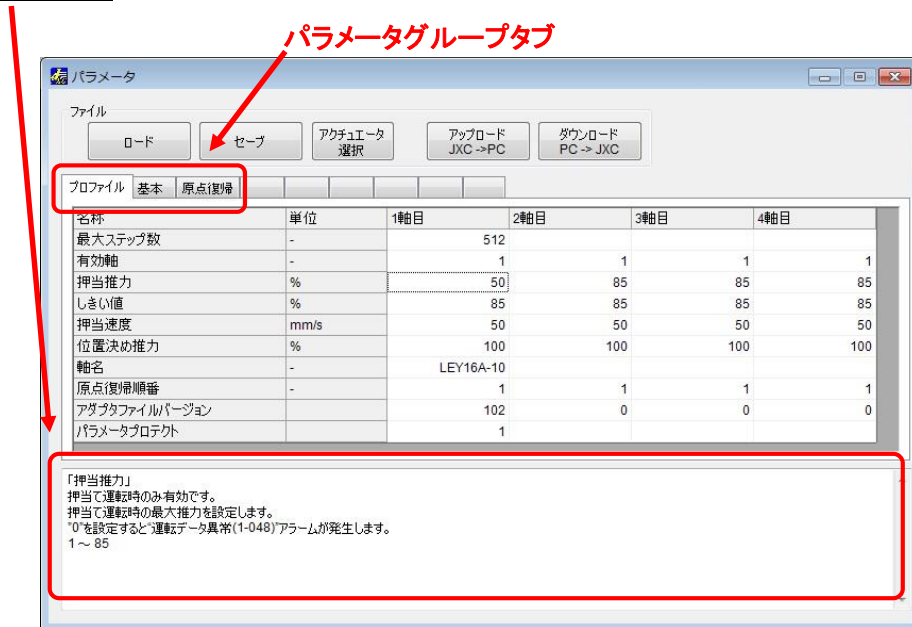 パラメータグループタブ
パラメータ
ファイル
ロード
セーブ
アクチュエータ
選択
アップロード
JXC ->PC
ダウンロード
PC -> JXC
プロファイル 基本 原点復帰
名称 単位 1軸目 2軸目 3軸目 4軸目
最大ステップ数 - 512
有効軸 - 1 1 1 1
押当推力 % 50 85 85 85
しきい値 % 85 85 85 85
押当速度 mm/s 50 50 50 50
位置決め推力 % 100 100 100 100
軸名 - LEY16A-10
原点復帰順番 - 1 1 1 1
アダプタファイルバージョン 102 0 0 0
パラメータプロテクト 1
「押当推力」
押当て運転時のみ有効です。
押当て運転時の最大推力を設定します。
"0"を設定すると"運転データ異常(1-048)"アラームが発生します。
1～ 85